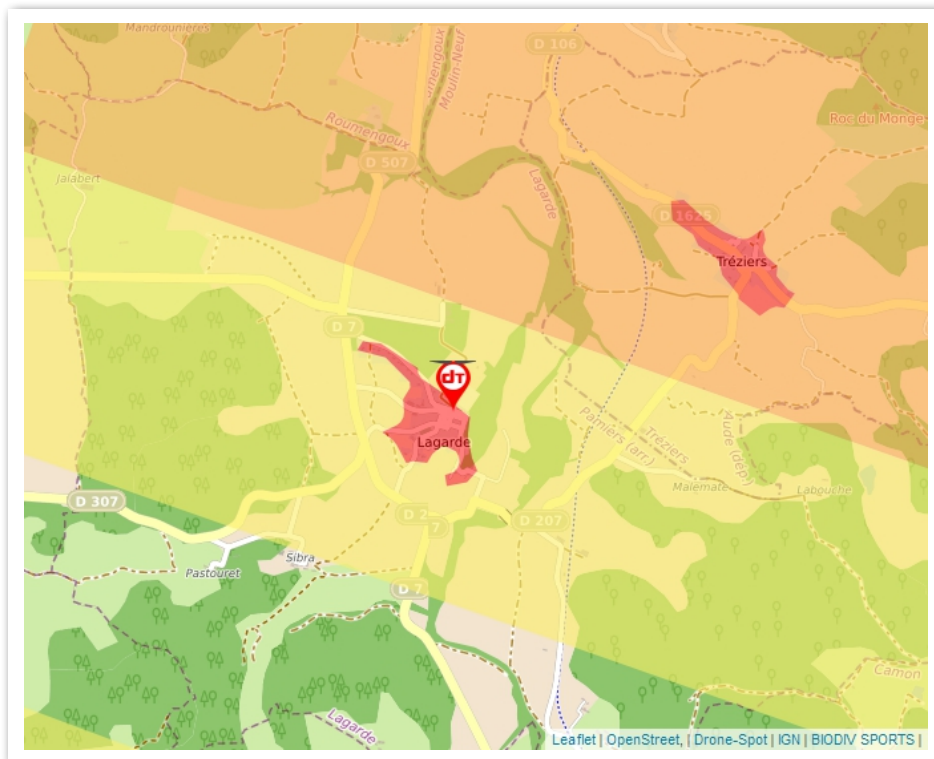 Mandrounières
D 106
Moulin-Neuf
Roumengoux
Roc du Monge
D 507
Jalabert
Lagarde
D 1625
Tréziers
D 7
dT
Lagarde
Pamiers (arr.)
Tréziers
Aude (dép.)
Malemate
Labouche
D 307
D 2
7
D 207
Sibra
Pastouret
D 7
Camon
Lagarde
Leaflet | OpenStreet, | Drone-Spot | IGN | BIODIV SPORTS |